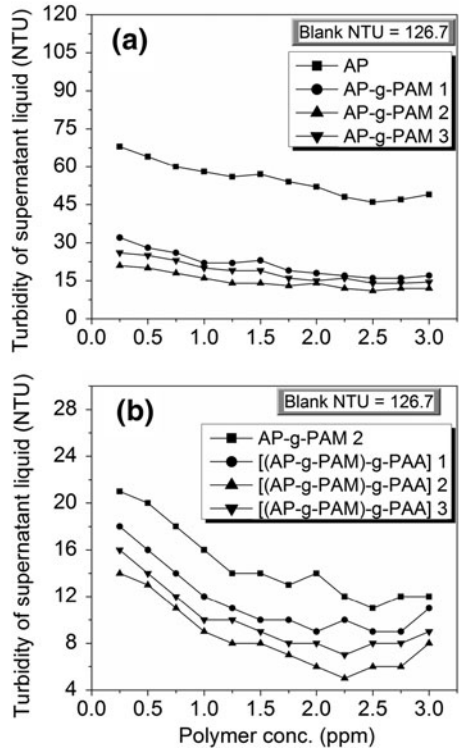 120
105
90
75
60
45
30
15
0
Turbidity of supernatant liquid (NTU)
(a)
Blank NTU = 126.7
AP
AP-g-PAM 1
AP-g-PAM 2
AP-g-PAM 3
0.0 0.5 1.0 1.5 2.0 2.5 3.0
28
24
20
16
12
8
4
Turbidity of supernatant liquid (NTU)
(b)
Blank NTU = 126.7
AP-g-PAM 2
[(AP-g-PAM)-g-PAA] 1
[(AP-g-PAM)-g-PAA] 2
[(AP-g-PAM)-g-PAA] 3
0.0 0.5 1.0 1.5 2.0 2.5 3.0
Polymer conc. (ppm)